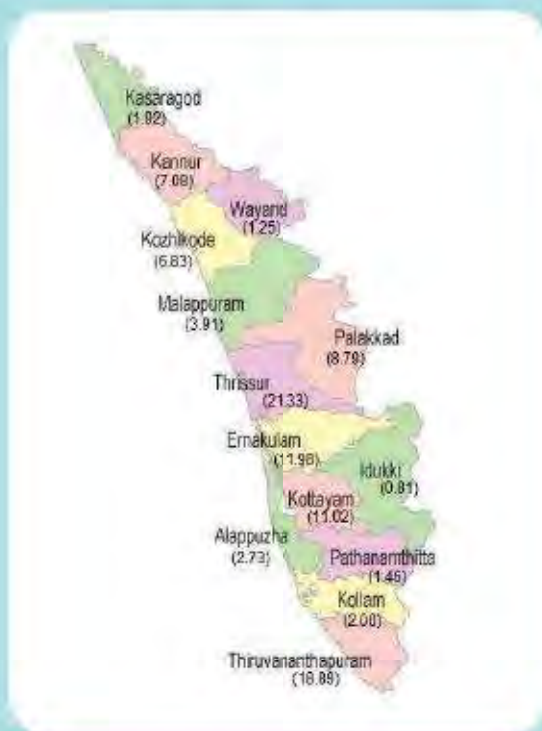 Kasaragod
(1.92)
Kannur
(7.08)
Wayand
(1.25)
Kozhikode
(6.83)
Malappuram
(3.91)
Palakkad
(8.79)
Thrissur
(21.33)
Ernakulam
(11.98)
Idukki
(0.81)
Kottayam
(11.02)
Alappuzha
(2.73)
Pathanamthitta
(1.46)
Kollam
(2.00)
Thiruvananthapuram
(18.89)